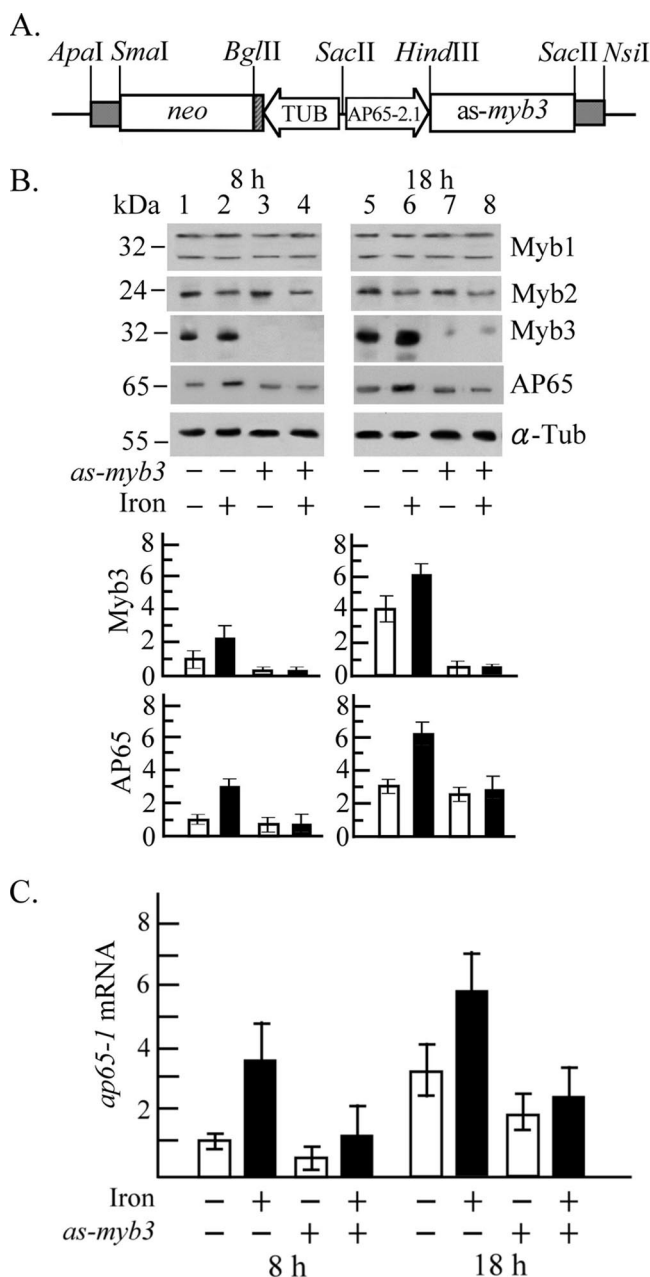 A.
ApaI SmaI BglII SacII HindIII SacII NsiI
neo TUB AP65-2.1 as-myb3
B.
8 h 18 h
kDa 1 2 3 4 5 6 7 8
32 Myb1
24 Myb2
32 Myb3
65 AP65
55 α-Tub
as-myb3 − − + + − − + +
Iron − + − + − + − +
Myb3
8
6
4
2
0
8
6
4
2
0
AP65
8
6
4
2
0
8
6
4
2
0
C.
ap65-1 mRNA
8
6
4
2
Iron − + − + − + − +
as-myb3 − − + + − − + +
8 h 18 h